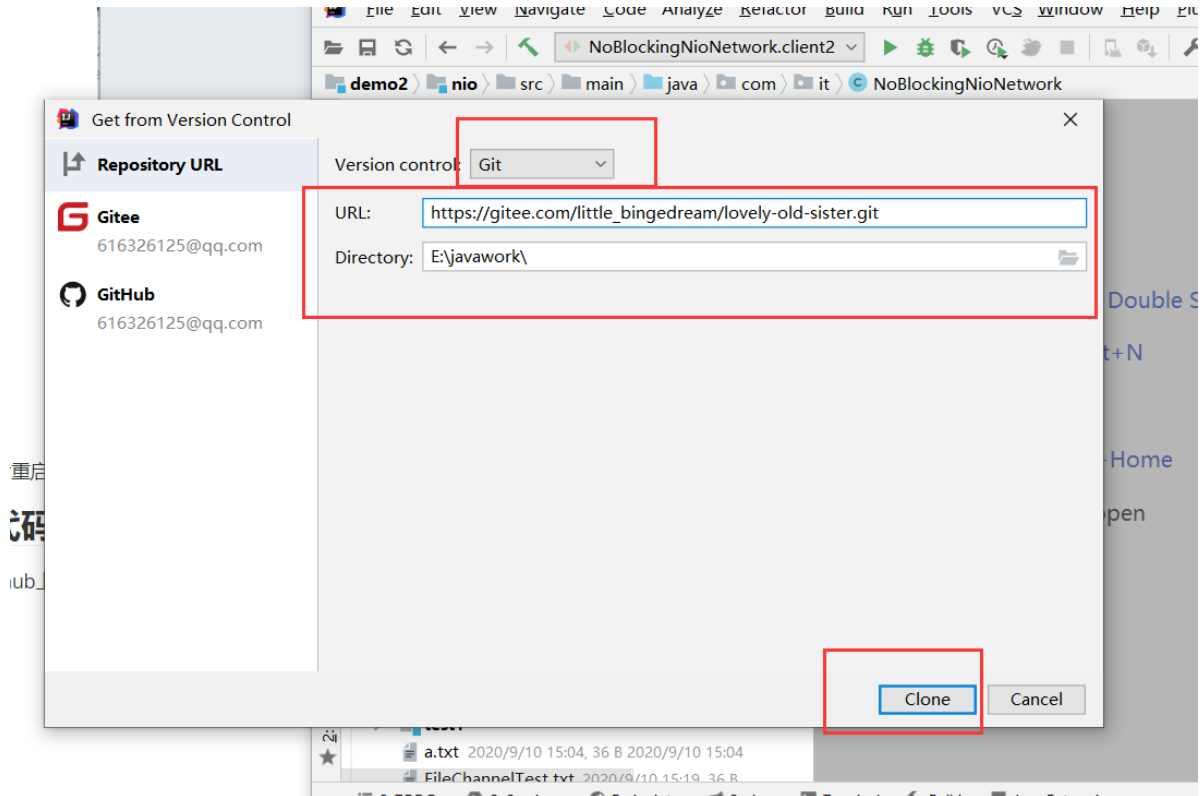 File Edit View Navigate Code Analyze Refactor Build Run Tools VCS Window Help
NoBlockingNioNetwork.client2
demo2 nio src main java com it NoBlockingNioNetwork
Get from Version Control
Repository URL
Version control: Git
Gitee
616326125@qq.com
URL: https://gitee.com/little_bingedream/lovely-old-sister.git
Directory: E:\javawork\
GitHub
616326125@qq.com
Double S
t+N
重启
Home
代码
open
Clone Cancel
a.txt 2020/9/10 15:04, 36 B 2020/9/10 15:04
FileChannelTest.txt 2020/9/10 15:19, 36 B